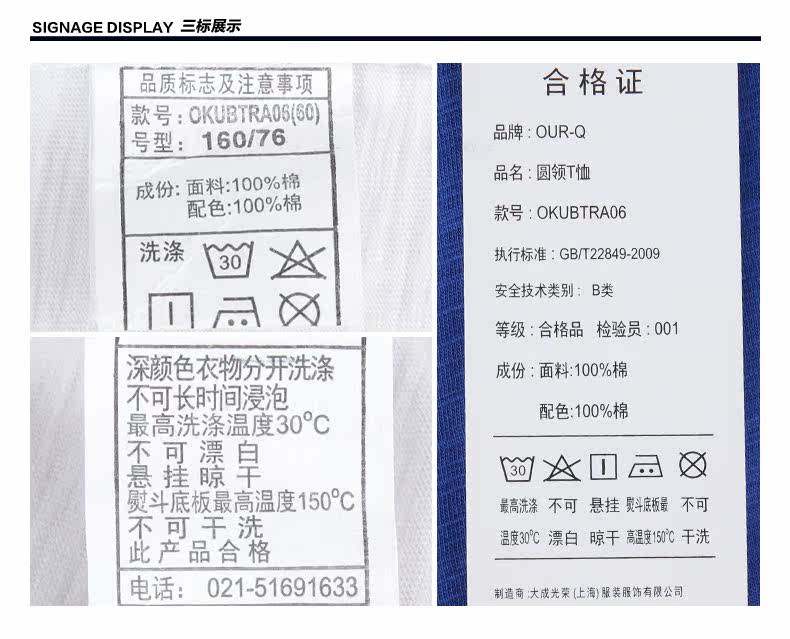 SIGNAGE DISPLAY 三标展示
品质标志及注意事项
款号: OKUBTRA06(60)
号型: 160/76
成份: 面料:100%棉
配色:100%棉
洗涤
30
深颜色衣物分开洗涤
不可长时间浸泡
最高洗涤温度30°C
不可漂白
悬挂晾干
熨斗底板最高温度150°C
不可干洗
此产品合格
电话: 021-51691633
合格证
品牌: OUR-Q
品名: 圆领T恤
款号: OKUBTRA06
执行标准: GB/T22849-2009
安全技术类别: B类
等级: 合格品 检验员: 001
成份: 面料:100%棉
配色:100%棉
30
最高洗涤 不可 悬挂 熨斗底板最 不可
温度30°C 漂白 晾干 高温度150°C 干洗
制造商:大成光荣(上海)服装服饰有限公司